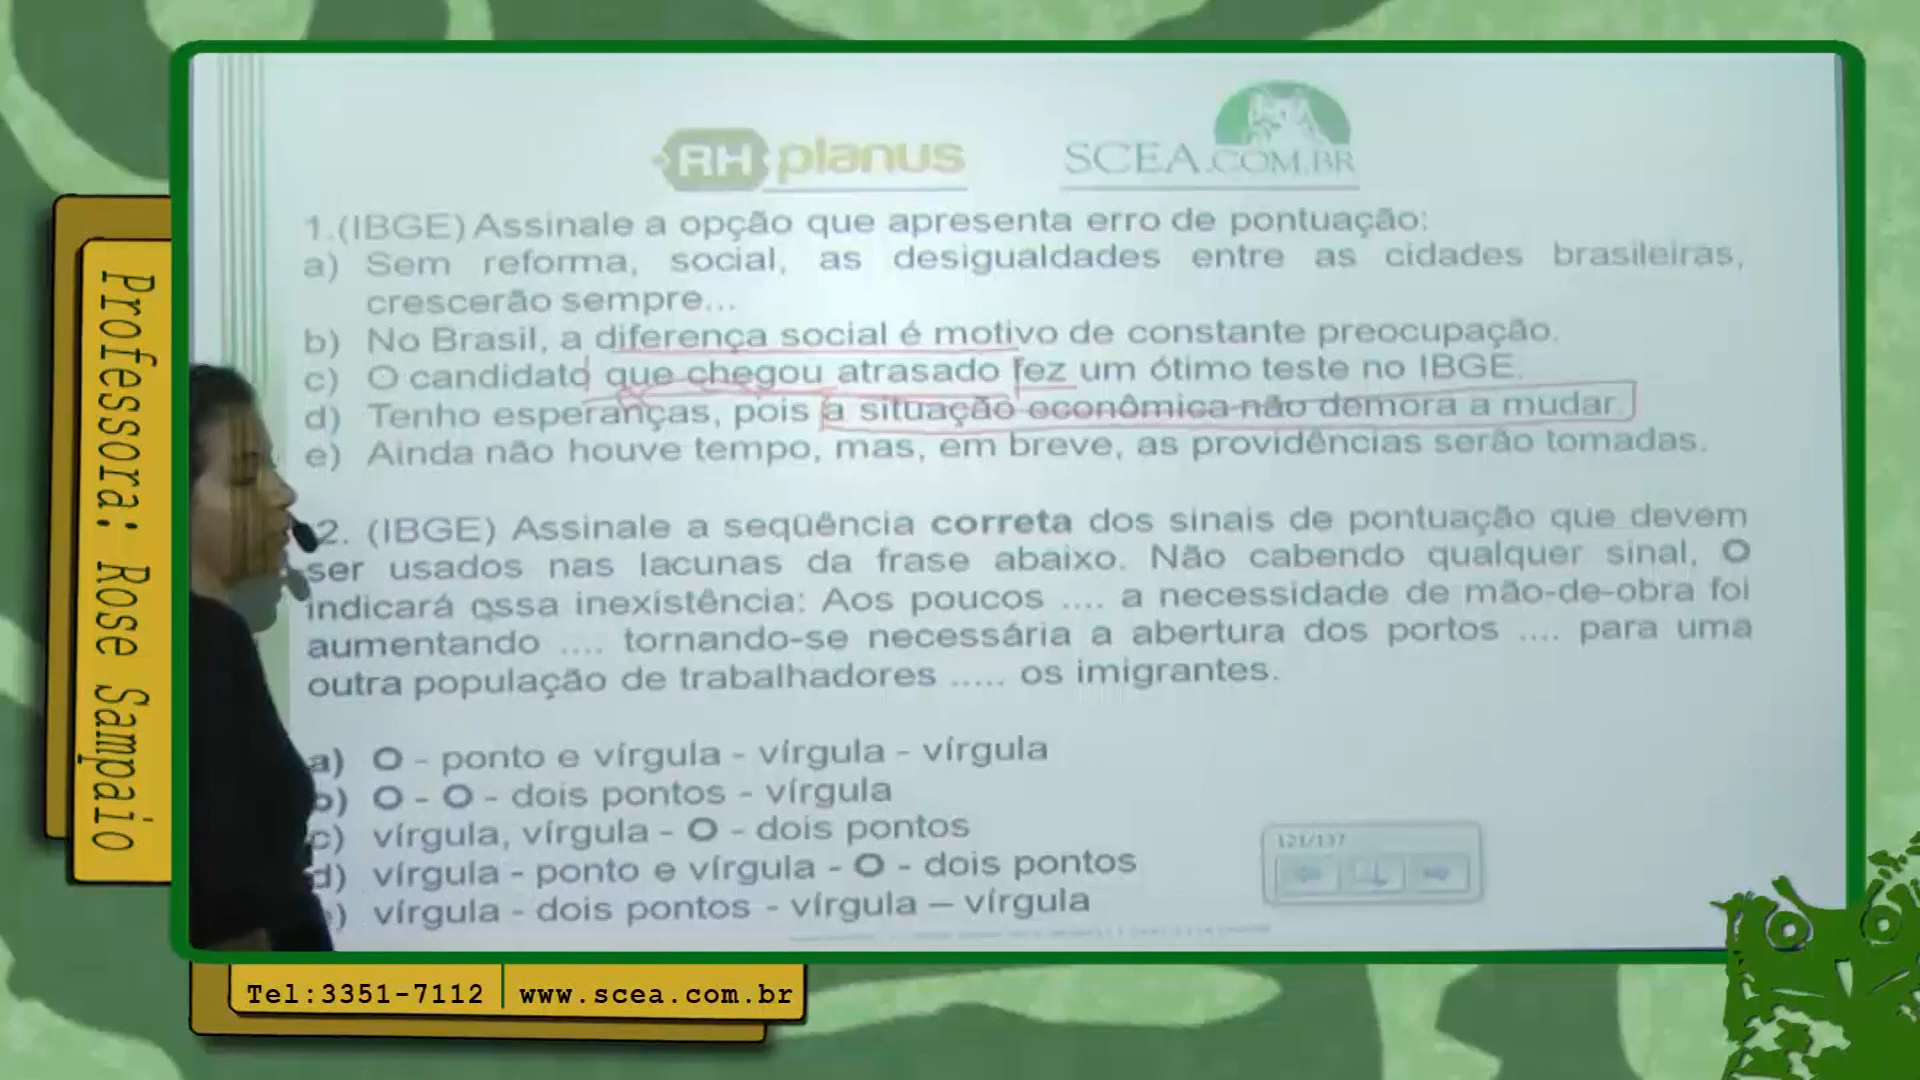 RH planus
SCEA.COM.BR
1.(IBGE) Assinale a opção que apresenta erro de pontuação:
a) Sem reforma, social, as desigualdades entre as cidades brasileiras,
crescerão sempre...
b) No Brasil, a diferença social é motivo de constante preocupação.
c) O candidato que chegou atrasado fez um ótimo teste no IBGE.
d) Tenho esperanças, pois a situação econômica não demora a mudar.
e) Ainda não houve tempo, mas, em breve, as providências serão tomadas.
2. (IBGE) Assinale a seqüência correta dos sinais de pontuação que devem
ser usados nas lacunas da frase abaixo. Não cabendo qualquer sinal, O
indicará essa inexistência: Aos poucos .... a necessidade de mão-de-obra foi
aumentando .... tornando-se necessária a abertura dos portos .... para uma
outra população de trabalhadores ..... os imigrantes.
a) O - ponto e vírgula - vírgula - vírgula
b) O - O - dois pontos - vírgula
c) vírgula, vírgula - O - dois pontos
d) vírgula - ponto e vírgula - O - dois pontos
) vírgula - dois pontos - vírgula – vírgula
121/137
Professora: Rose Sampaio
Tel:3351-7112
www.scea.com.br